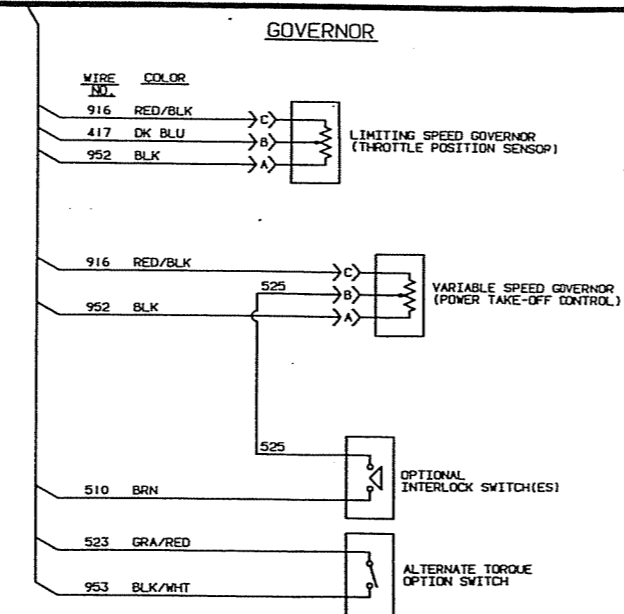 GOVERNOR
WIRE NO. COLOR
916 RED/BLK C
417 DK BLU B
952 BLK A
LIMITING SPEED GOVERNOR
(THROTTLE POSITION SENSOR)
916 RED/BLK C
525 B
952 BLK A
VARIABLE SPEED GOVERNOR
(POWER TAKE-OFF CONTROL)
525
510 BRN
OPTIONAL
INTERLOCK SWITCH(ES)
523 GRA/RED
953 BLK/WHT
ALTERNATE TORQUE
OPTION SWITCH